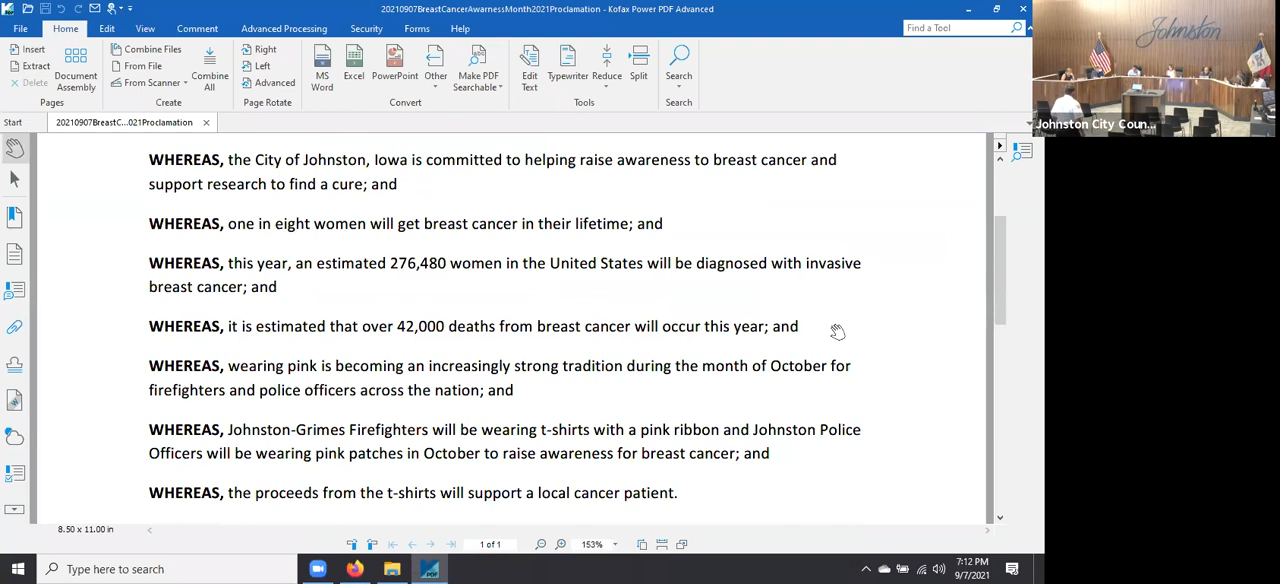 20210907BreastCancerAwarnessMonth2021Proclamation - Kofax Power PDF Advanced
File Home Edit View Comment Advanced Processing Security Forms Help Find a Tool
Insert
Extract
Delete
Pages
Document
Assembly
Combine Files
From File
From Scanner
Combine
All
Create
Right
Left
Advanced
Page Rotate
MS
Word
Excel
PowerPoint
Other
Make PDF
Searchable
Convert
Edit
Text
Typewriter
Reduce
Split
Tools
Search
Search
Start 20210907BreastC...021Proclamation
WHEREAS, the City of Johnston, Iowa is committed to helping raise awareness to breast cancer and
support research to find a cure; and
WHEREAS, one in eight women will get breast cancer in their lifetime; and
WHEREAS, this year, an estimated 276,480 women in the United States will be diagnosed with invasive
breast cancer; and
WHEREAS, it is estimated that over 42,000 deaths from breast cancer will occur this year; and
WHEREAS, wearing pink is becoming an increasingly strong tradition during the month of October for
firefighters and police officers across the nation; and
WHEREAS, Johnston-Grimes Firefighters will be wearing t-shirts with a pink ribbon and Johnston Police
Officers will be wearing pink patches in October to raise awareness for breast cancer; and
WHEREAS, the proceeds from the t-shirts will support a local cancer patient.
8.50 x 11.00 in
1 of 1
153%
Type here to search
PDF
7:12 PM
9/7/2021
Johnston
Johnston City Coun...